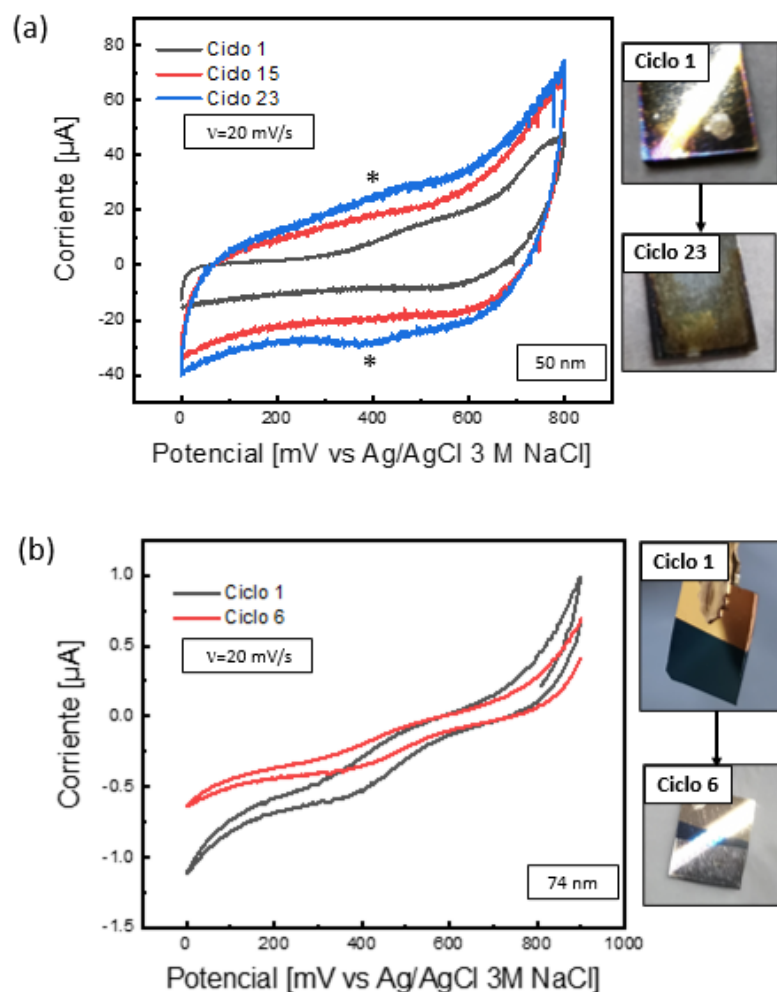 (a)
80
60
40
20
0
-20
-40
Corriente [µA]
Ciclo 1
Ciclo 15
Ciclo 23
ν=20 mV/s
*
*
50 nm
0 200 400 600 800
Potencial [mV vs Ag/AgCl 3 M NaCl]
Ciclo 1
Ciclo 23
(b)
1.0
0.5
0.0
-0.5
-1.0
-1.5
Corriente [µA]
Ciclo 1
Ciclo 6
ν=20 mV/s
74 nm
0 200 400 600 800 1000
Potencial [mV vs Ag/AgCl 3M NaCl]
Ciclo 1
Ciclo 6